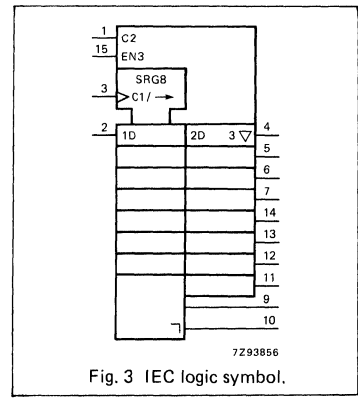 1 C2
15 EN3
SRG8
3 C1/ →
2 1D 2D 3 ▽ 4
5
6
7
14
13
12
11
9
10
7Z93856
Fig. 3 IEC logic symbol.